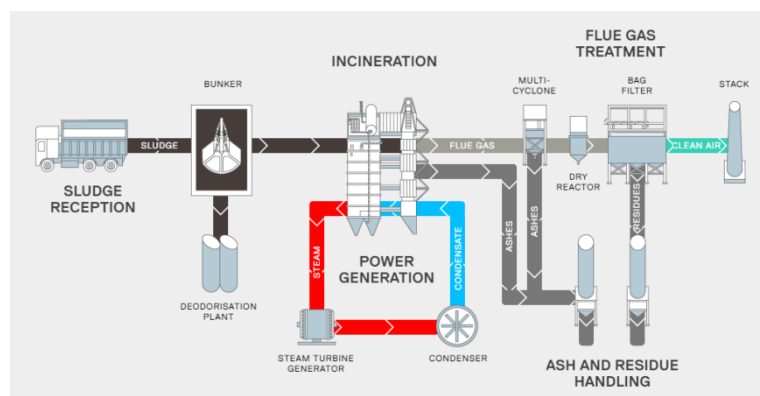 FLUE GAS
TREATMENT
INCINERATION
BUNKER
MULTI-
CYCLONE
BAG
FILTER
STACK
SLUDGE
FLUE GAS
CLEAN AIR
DRY
REACTOR
SLUDGE
RECEPTION
ASHES
ASHES
RESIDUES
STEAM
POWER
GENERATION
CONDENSATE
DEODORISATION
PLANT
STEAM TURBINE
GENERATOR
CONDENSER
ASH AND RESIDUE
HANDLING